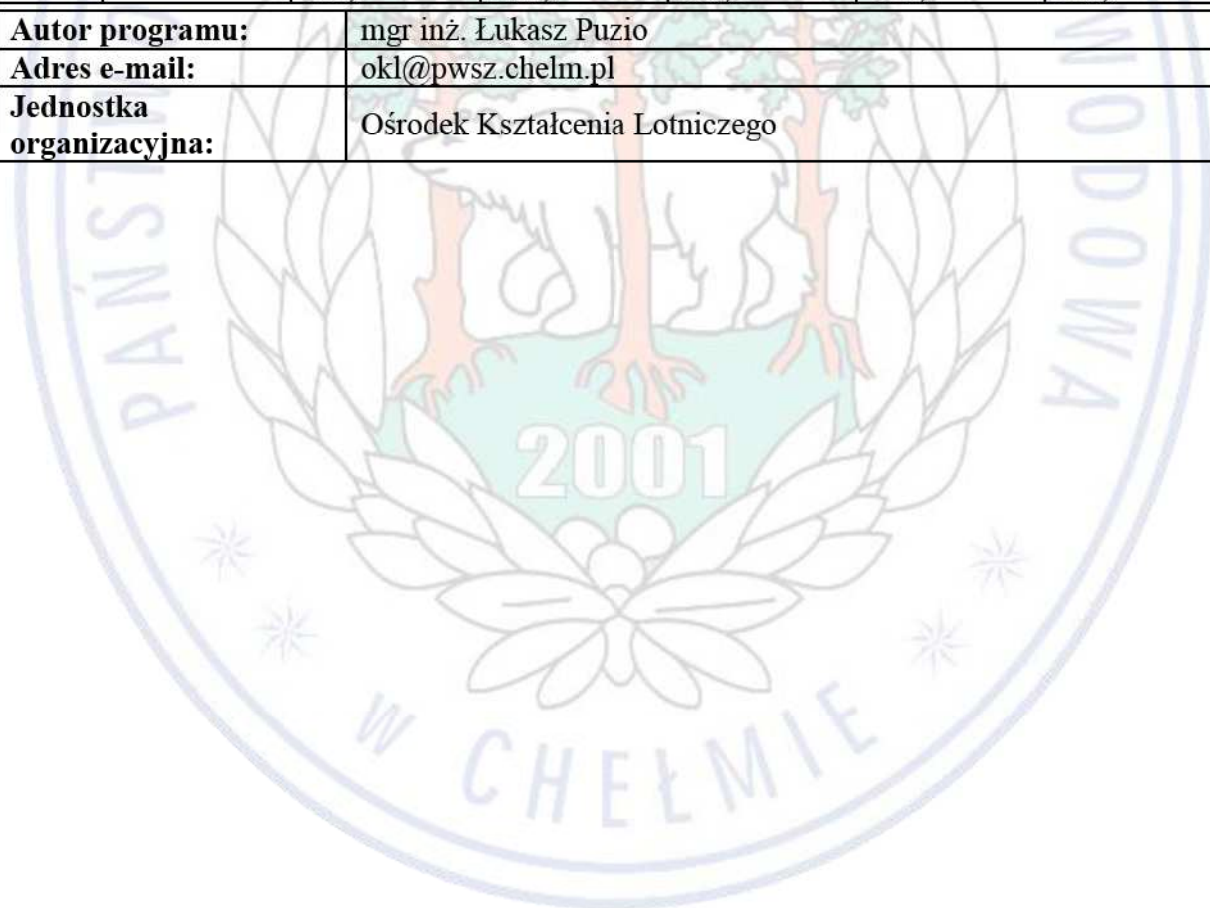 Autor programu: mgr inż. Łukasz Puzio
Adres e-mail: okl@pwsz.chelm.pl
Jednostka organizacyjna: Ośrodek Kształcenia Lotniczego
WODOWA
2001
W CHEŁMIE